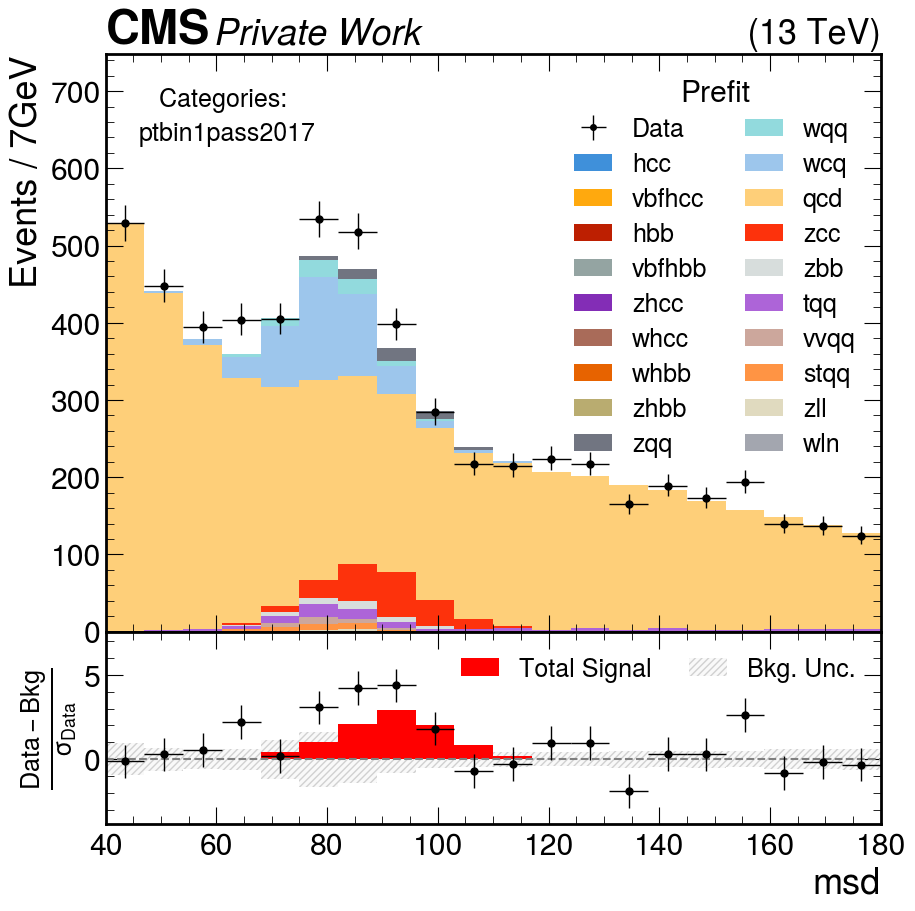 CMS Private Work (13 TeV)
Events / 7GeV
700
600
500
400
300
200
100
0
Categories:
ptbin1pass2017
Prefit
Data
hcc
vbfhcc
hbb
vbfhbb
zhcc
whcc
whbb
zhbb
zqq
wqq
wcq
qcd
zcc
zbb
tqq
vvqq
stqq
zll
wln
Data – Bkg
σData
5
0
Total Signal Bkg. Unc.
40 60 80 100 120 140 160 180
msd